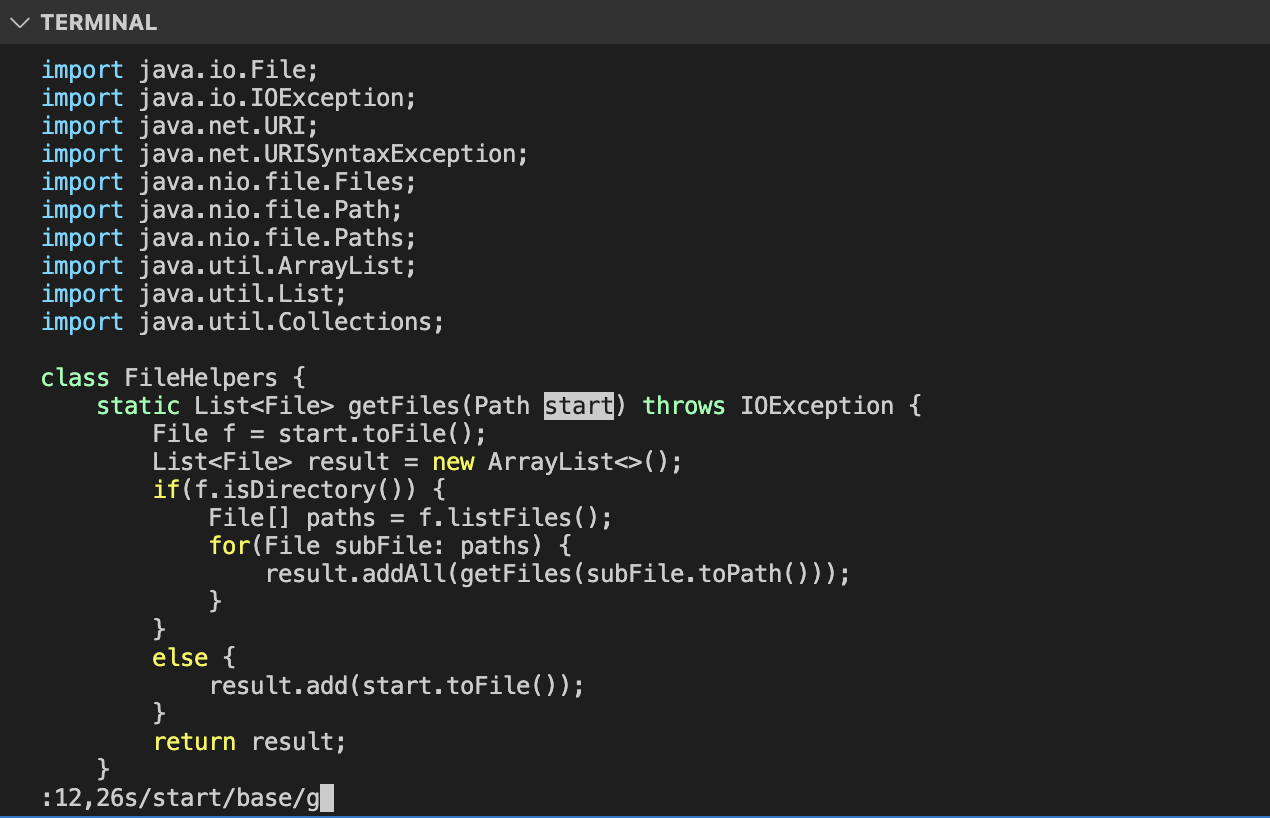 TERMINAL
import java.io.File;
import java.io.IOException;
import java.net.URI;
import java.net.URISyntaxException;
import java.nio.file.Files;
import java.nio.file.Path;
import java.nio.file.Paths;
import java.util.ArrayList;
import java.util.List;
import java.util.Collections;

class FileHelpers {
    static List<File> getFiles(Path start) throws IOException {
        File f = start.toFile();
        List<File> result = new ArrayList<>();
        if(f.isDirectory()) {
            File[] paths = f.listFiles();
            for(File subFile: paths) {
                result.addAll(getFiles(subFile.toPath()));
            }
        }
        else {
            result.add(start.toFile());
        }
        return result;
    }
:12,26s/start/base/g